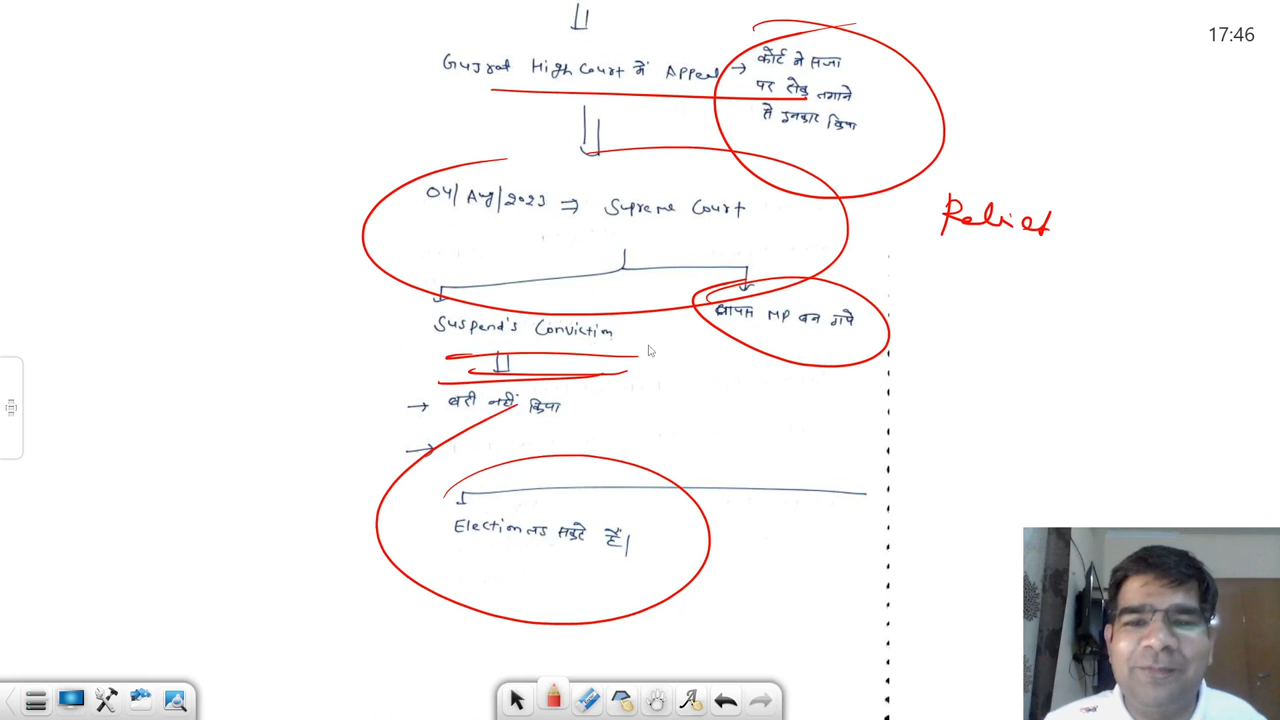 17:46
Gujrat High Court में Appeal → कोर्ट ने सजा
पर रोक लगाने
से इनकार किया
04/Aug/2023 ⇒ Supreme Court
Relief
Suspend's Conviction
वापस MP बन गये
→ बरी नहीं किया
→
Election लड सकते हैं|